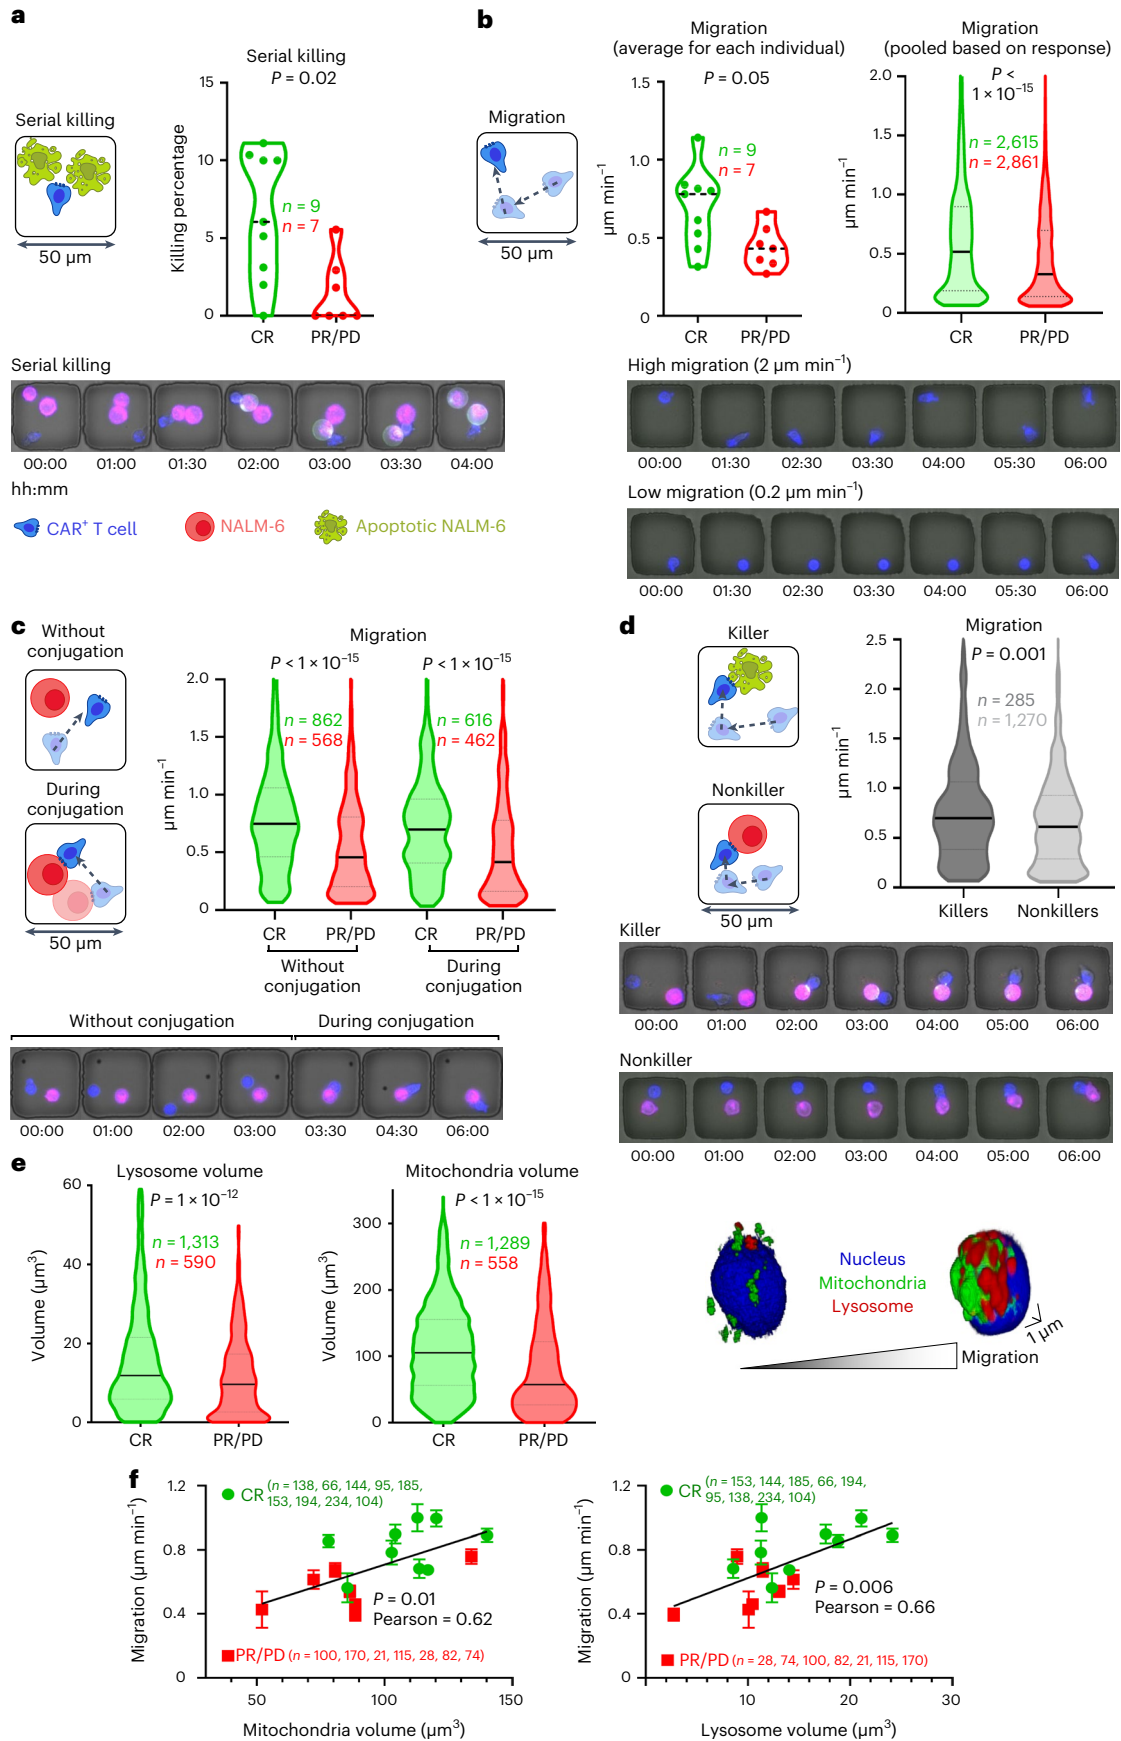 a
Serial killing
50 µm
Serial killing
P = 0.02
Killing percentage
15
10
5
0
n = 9
n = 7
CR
PR/PD
Serial killing
00:00
01:00
01:30
02:00
03:00
03:30
04:00
hh:mm
CAR⁺ T cell
NALM-6
Apoptotic NALM-6
b
Migration
50 µm
Migration
(average for each individual)
P = 0.05
µm min⁻¹
1.5
1.0
0.5
0
n = 9
n = 7
CR
PR/PD
Migration
(pooled based on response)
P <
1 × 10⁻¹⁵
µm min⁻¹
2.0
1.5
1.0
0.5
0
n = 2,615
n = 2,861
CR
PR/PD
High migration (2 µm min⁻¹)
00:00
01:30
02:30
03:30
04:00
05:30
06:00
Low migration (0.2 µm min⁻¹)
00:00
01:30
02:30
03:30
04:00
05:30
06:00
c
Without
conjugation
During
conjugation
50 µm
Migration
P < 1 × 10⁻¹⁵
P < 1 × 10⁻¹⁵
µm min⁻¹
2.0
1.5
1.0
0.5
0
n = 862
n = 568
n = 616
n = 462
CR
PR/PD
CR
PR/PD
Without
conjugation
During
conjugation
Without conjugation
During conjugation
00:00
01:00
02:00
03:00
03:30
04:30
06:00
d
Killer
Nonkiller
50 µm
Migration
P = 0.001
µm min⁻¹
2.5
2.0
1.5
1.0
0.5
0
n = 285
n = 1,270
Killers
Nonkillers
Killer
00:00
01:00
02:00
03:00
04:00
05:00
06:00
Nonkiller
00:00
01:00
02:00
03:00
04:00
05:00
06:00
e
Lysosome volume
P = 1 × 10⁻¹²
Volume (µm³)
60
40
20
0
n = 1,313
n = 590
CR
PR/PD
Mitochondria volume
P < 1 × 10⁻¹⁵
Volume (µm³)
300
200
100
0
n = 1,289
n = 558
CR
PR/PD
Nucleus
Mitochondria
Lysosome
1 µm
Migration
f
Migration (µm min⁻¹)
1.2
0.8
0.4
0
CR (n = 138, 66, 144, 95, 185,
153, 194, 234, 104)
P = 0.01
Pearson = 0.62
PR/PD (n = 100, 170, 21, 115, 28, 82, 74)
50
100
150
Mitochondria volume (µm³)
Migration (µm min⁻¹)
1.2
0.8
0.4
0
CR (n = 153, 144, 185, 66, 194,
95, 138, 234, 104)
P = 0.006
Pearson = 0.66
PR/PD (n = 28, 74, 100, 82, 21, 115, 170)
10
20
30
Lysosome volume (µm³)